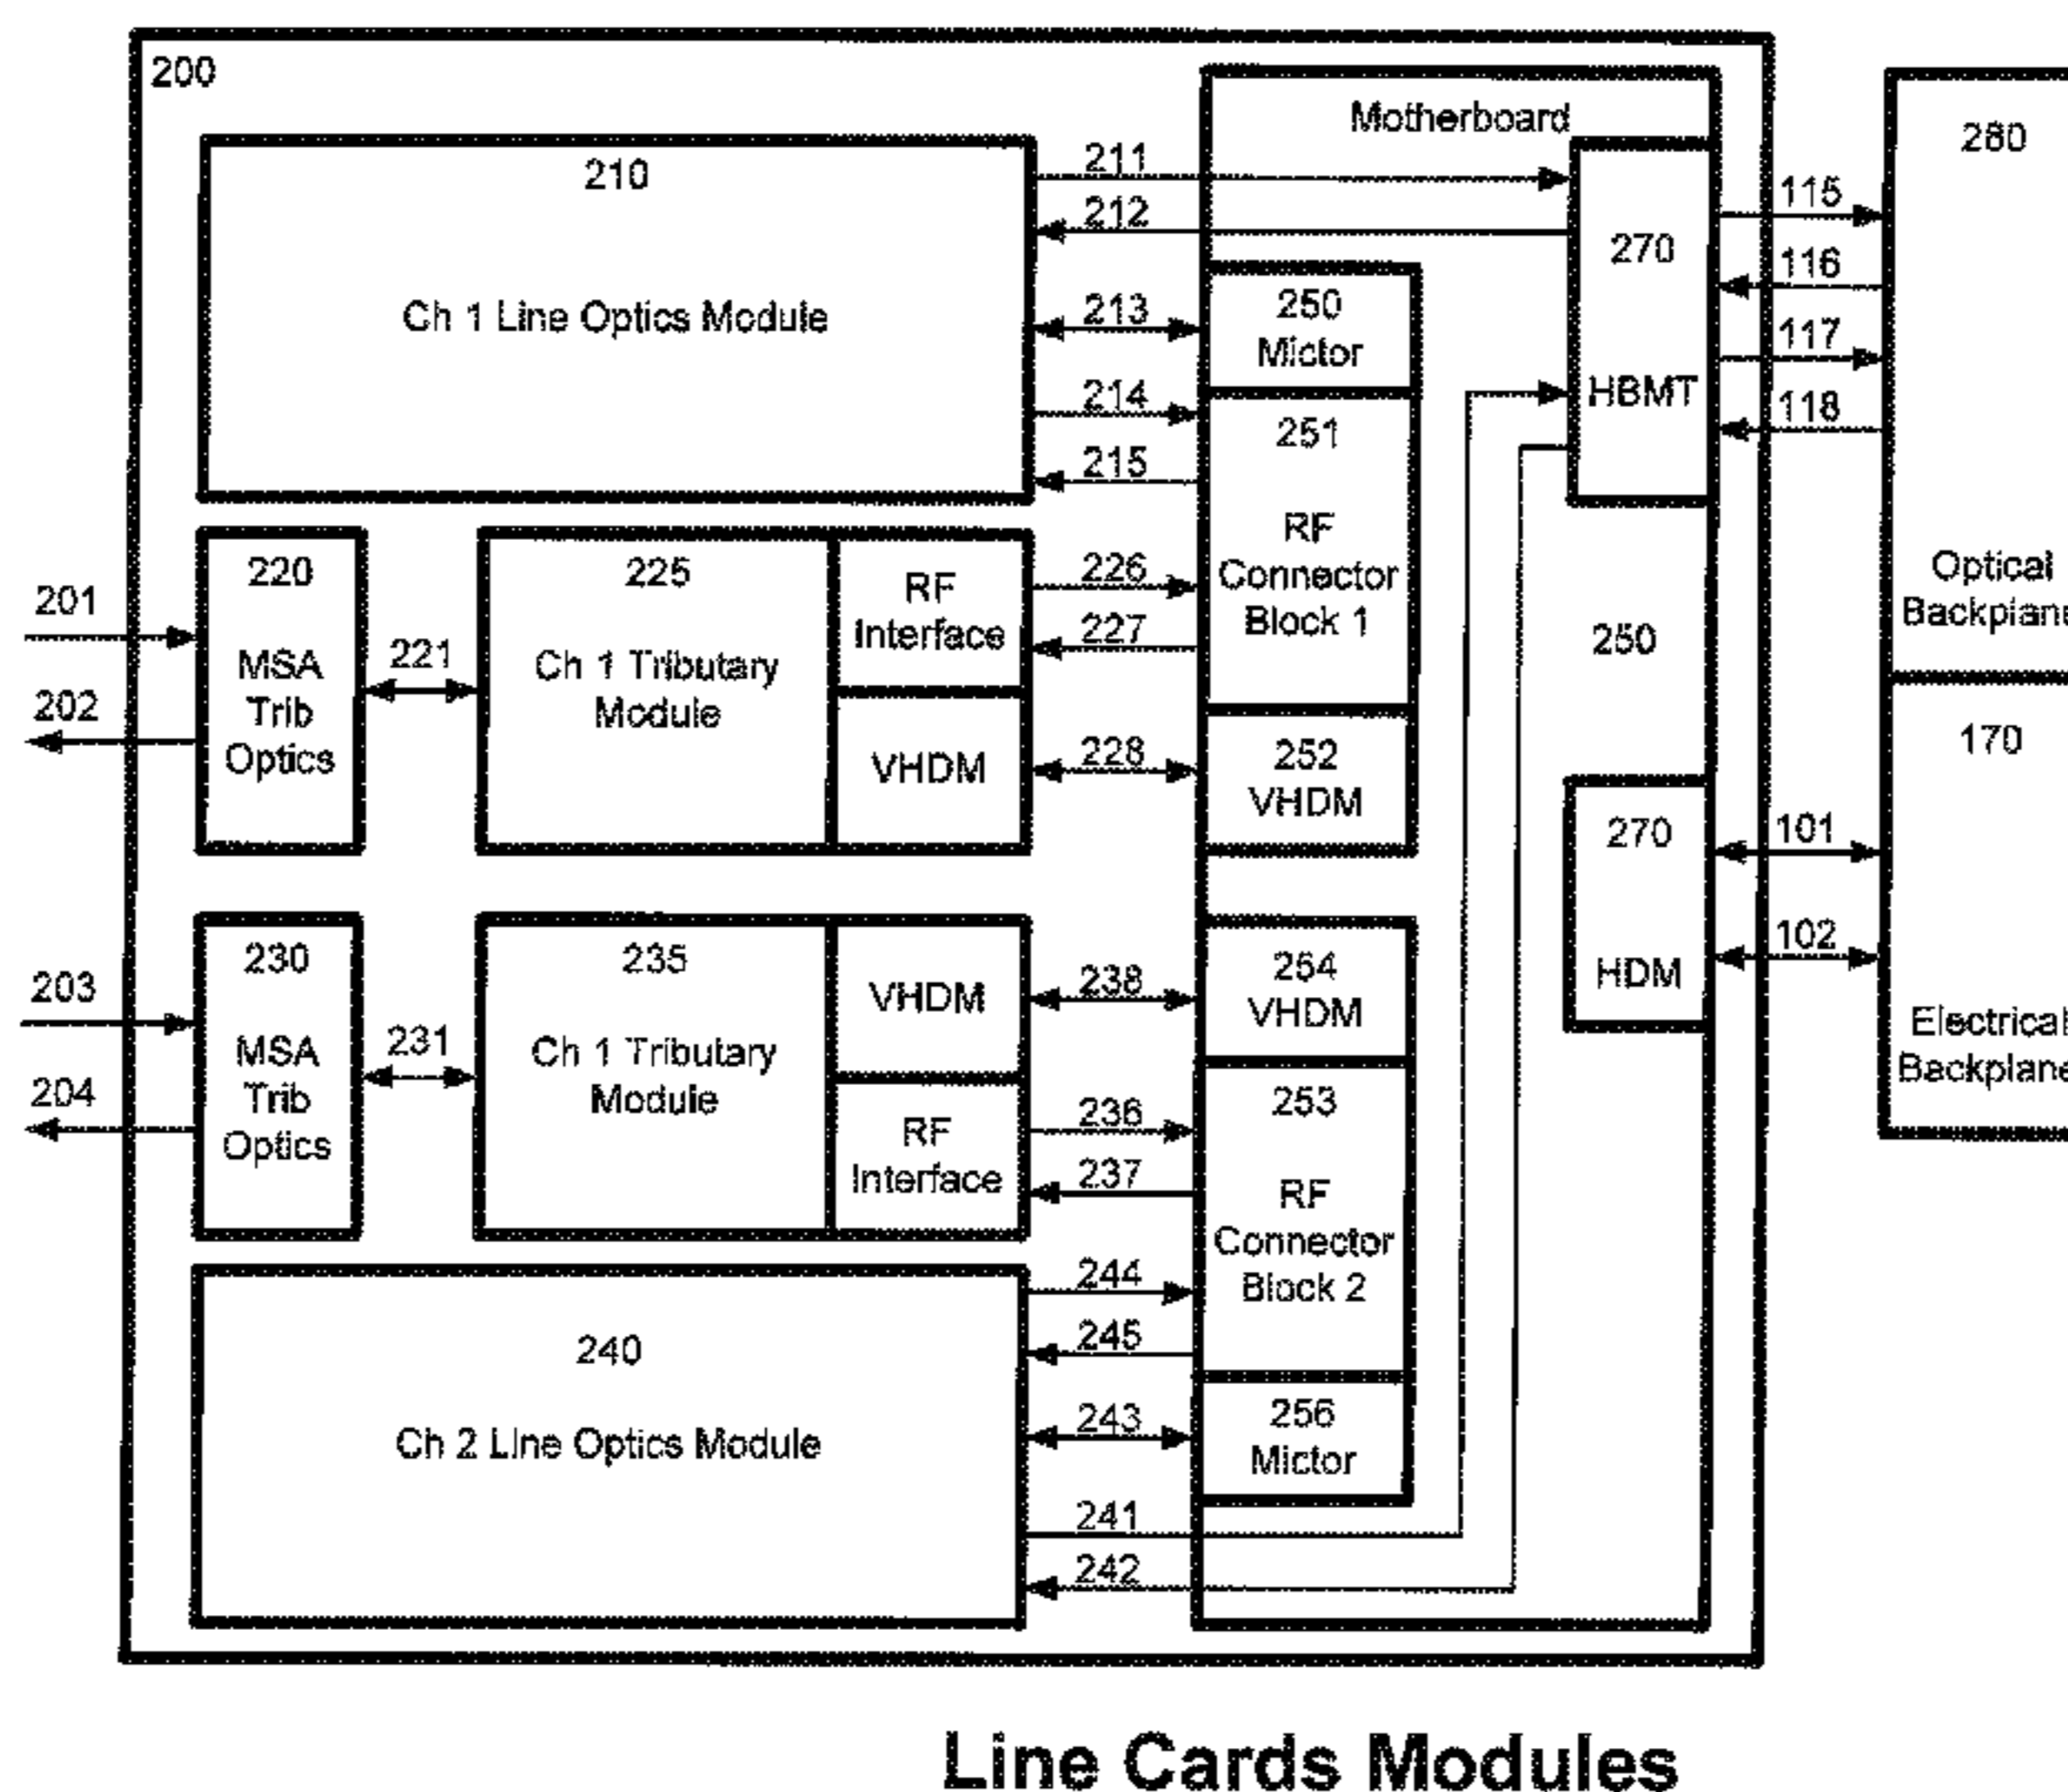 200
Motherboard
210
Ch 1 Line Optics Module
211
212
213
214
215
250
Mictor
251
RF
Connector
Block 1
252
VHDM
270
HBMT
115
116
117
118
280
Optical
Backplane
201
202
220
MSA
Trib
Optics
221
225
Ch 1 Tributary
Module
RF
Interface
VHDM
226
227
228
250
170
Electrical
Backplane
270
HDM
101
102
203
204
230
MSA
Trib
Optics
231
235
Ch 1 Tributary
Module
VHDM
RF
Interface
238
236
237
254
VHDM
253
RF
Connector
Block 2
256
Mictor
240
Ch 2 Line Optics Module
244
245
243
241
242
Line Cards Modules